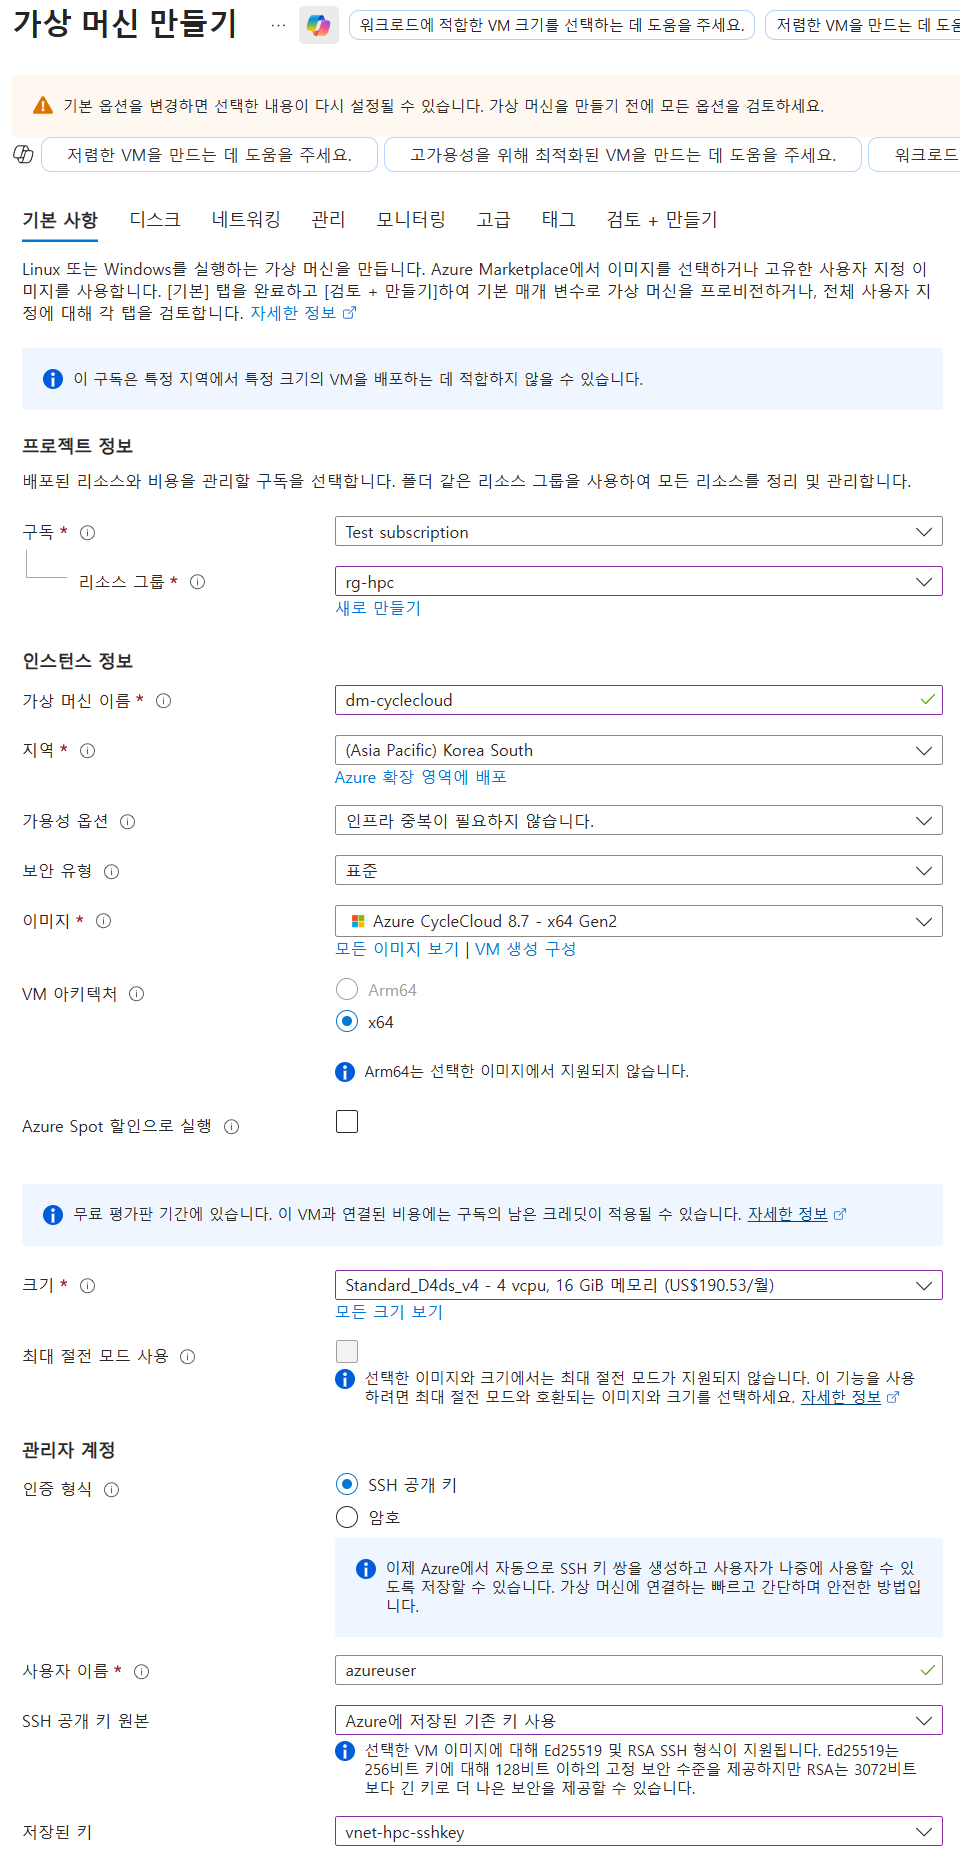 가상 머신 만들기
...
워크로드에 적합한 VM 크기를 선택하는 데 도움을 주세요.
저렴한 VM을 만드는 데 도움
기본 옵션을 변경하면 선택한 내용이 다시 설정될 수 있습니다. 가상 머신을 만들기 전에 모든 옵션을 검토하세요.
저렴한 VM을 만드는 데 도움을 주세요.
고가용성을 위해 최적화된 VM을 만드는 데 도움을 주세요.
워크로드
기본 사항 디스크 네트워킹 관리 모니터링 고급 태그 검토 + 만들기
Linux 또는 Windows를 실행하는 가상 머신을 만듭니다. Azure Marketplace에서 이미지를 선택하거나 고유한 사용자 지정 이
미지를 사용합니다. [기본] 탭을 완료하고 [검토 + 만들기]하여 기본 매개 변수로 가상 머신을 프로비전하거나, 전체 사용자 지
정에 대해 각 탭을 검토합니다. 자세한 정보
이 구독은 특정 지역에서 특정 크기의 VM을 배포하는 데 적합하지 않을 수 있습니다.
프로젝트 정보
배포된 리소스와 비용을 관리할 구독을 선택합니다. 폴더 같은 리소스 그룹을 사용하여 모든 리소스를 정리 및 관리합니다.
구독 *
Test subscription
리소스 그룹 *
rg-hpc
새로 만들기
인스턴스 정보
가상 머신 이름 *
dm-cyclecloud
지역 *
(Asia Pacific) Korea South
Azure 확장 영역에 배포
가용성 옵션
인프라 중복이 필요하지 않습니다.
보안 유형
표준
이미지 *
Azure CycleCloud 8.7 - x64 Gen2
모든 이미지 보기 | VM 생성 구성
VM 아키텍처
Arm64
x64
Arm64는 선택한 이미지에서 지원되지 않습니다.
Azure Spot 할인으로 실행
무료 평가판 기간에 있습니다. 이 VM과 연결된 비용에는 구독의 남은 크레딧이 적용될 수 있습니다. 자세한 정보
크기 *
Standard_D4ds_v4 - 4 vcpu, 16 GiB 메모리 (US$190.53/월)
모든 크기 보기
최대 절전 모드 사용
선택한 이미지와 크기에서는 최대 절전 모드가 지원되지 않습니다. 이 기능을 사용
하려면 최대 절전 모드와 호환되는 이미지와 크기를 선택하세요. 자세한 정보
관리자 계정
인증 형식
SSH 공개 키
암호
이제 Azure에서 자동으로 SSH 키 쌍을 생성하고 사용자가 나중에 사용할 수 있
도록 저장할 수 있습니다. 가상 머신에 연결하는 빠르고 간단하며 안전한 방법입
니다.
사용자 이름 *
azureuser
SSH 공개 키 원본
Azure에 저장된 기존 키 사용
선택한 VM 이미지에 대해 Ed25519 및 RSA SSH 형식이 지원됩니다. Ed25519는
256비트 키에 대해 128비트 이하의 고정 보안 수준을 제공하지만 RSA는 3072비트
보다 긴 키로 더 나은 보안을 제공할 수 있습니다.
저장된 키
vnet-hpc-sshkey